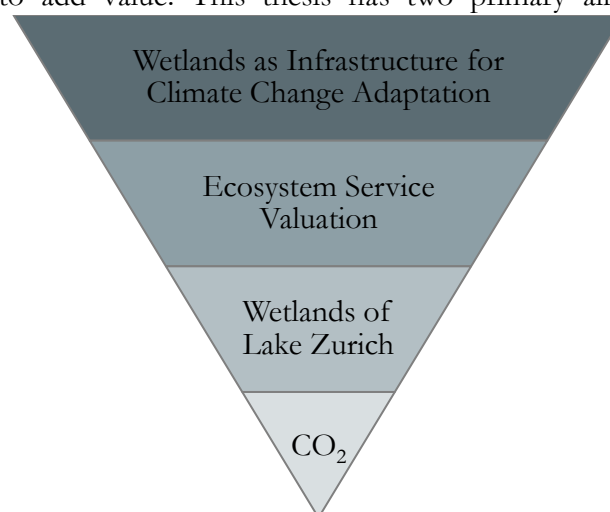 to add value. This thesis has two primary
Wetlands as Infrastructure for
Climate Change Adaptation
Ecosystem Service
Valuation
Wetlands of
Lake Zurich
CO₂